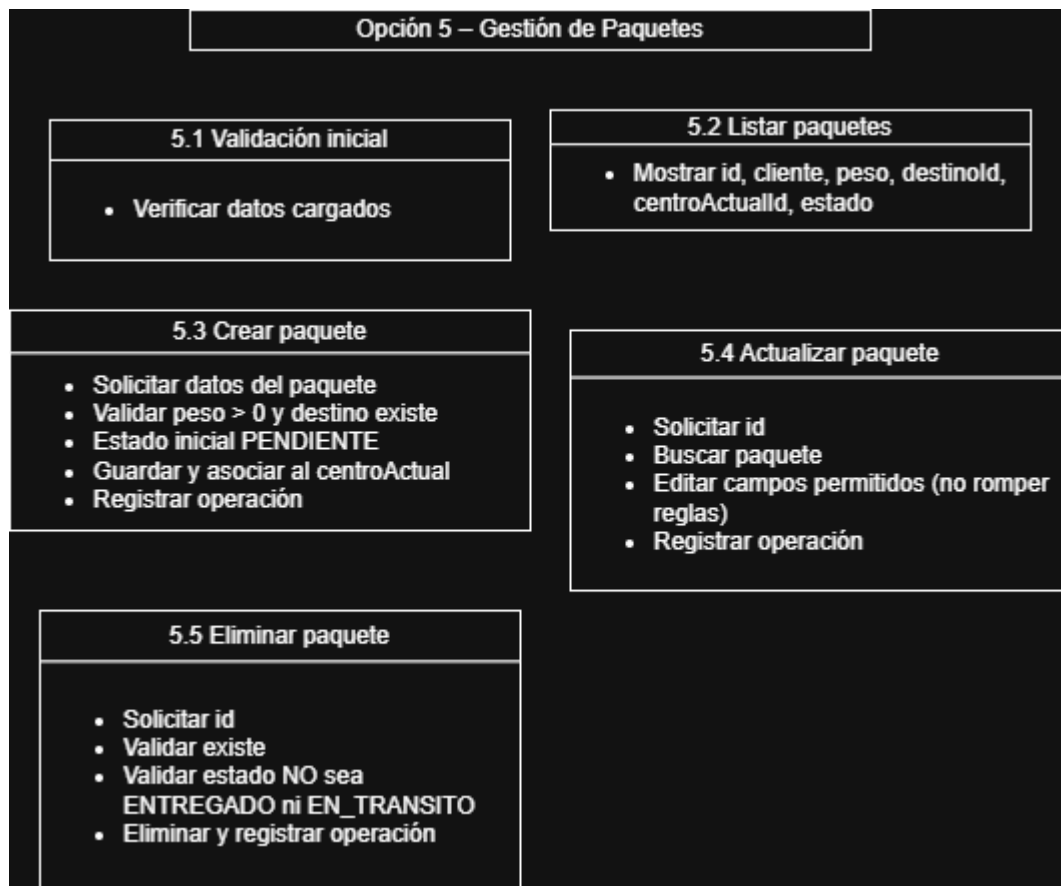 Opción 5 – Gestión de Paquetes
5.1 Validación inicial
• Verificar datos cargados
5.2 Listar paquetes
• Mostrar id, cliente, peso, destinoId,
centroActualId, estado
5.3 Crear paquete
• Solicitar datos del paquete
• Validar peso > 0 y destino existe
• Estado inicial PENDIENTE
• Guardar y asociar al centroActual
• Registrar operación
5.4 Actualizar paquete
• Solicitar id
• Buscar paquete
• Editar campos permitidos (no romper
reglas)
• Registrar operación
5.5 Eliminar paquete
• Solicitar id
• Validar existe
• Validar estado NO sea
ENTREGADO ni EN_TRANSITO
• Eliminar y registrar operación